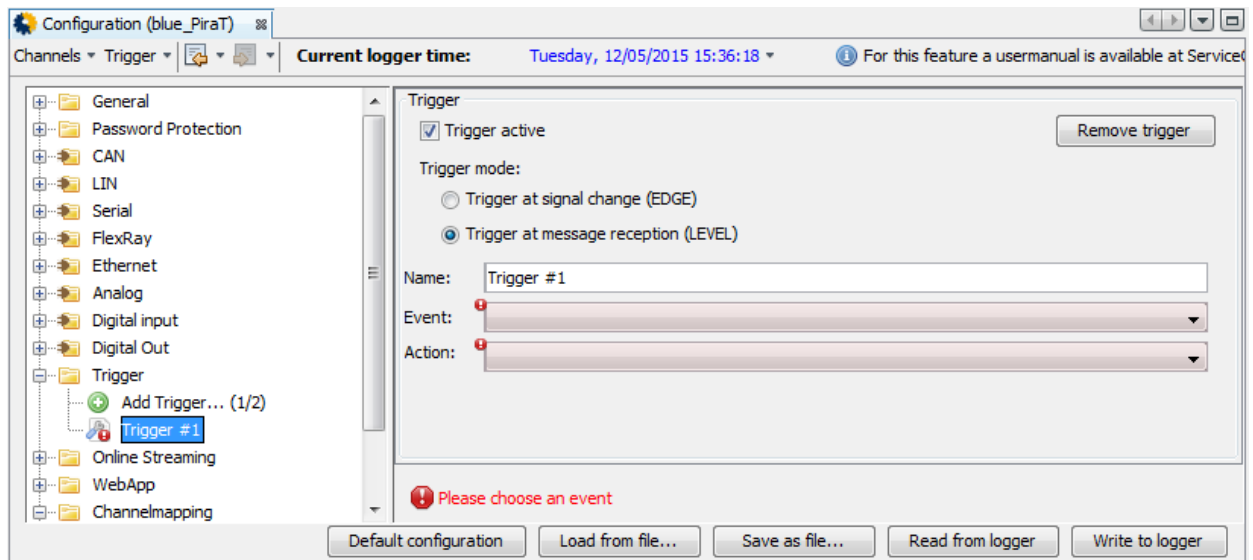 Configuration (blue_PiraT)
Channels Trigger Current logger time: Tuesday, 12/05/2015 15:36:18 For this feature a usermanual is available at Service
General
Password Protection
CAN
LIN
Serial
FlexRay
Ethernet
Analog
Digital input
Digital Out
Trigger
Add Trigger... (1/2)
Trigger #1
Online Streaming
WebApp
Channelmapping
Trigger
Trigger active
Remove trigger
Trigger mode:
Trigger at signal change (EDGE)
Trigger at message reception (LEVEL)
Name: Trigger #1
Event:
Action:
Please choose an event
Default configuration Load from file... Save as file... Read from logger Write to logger